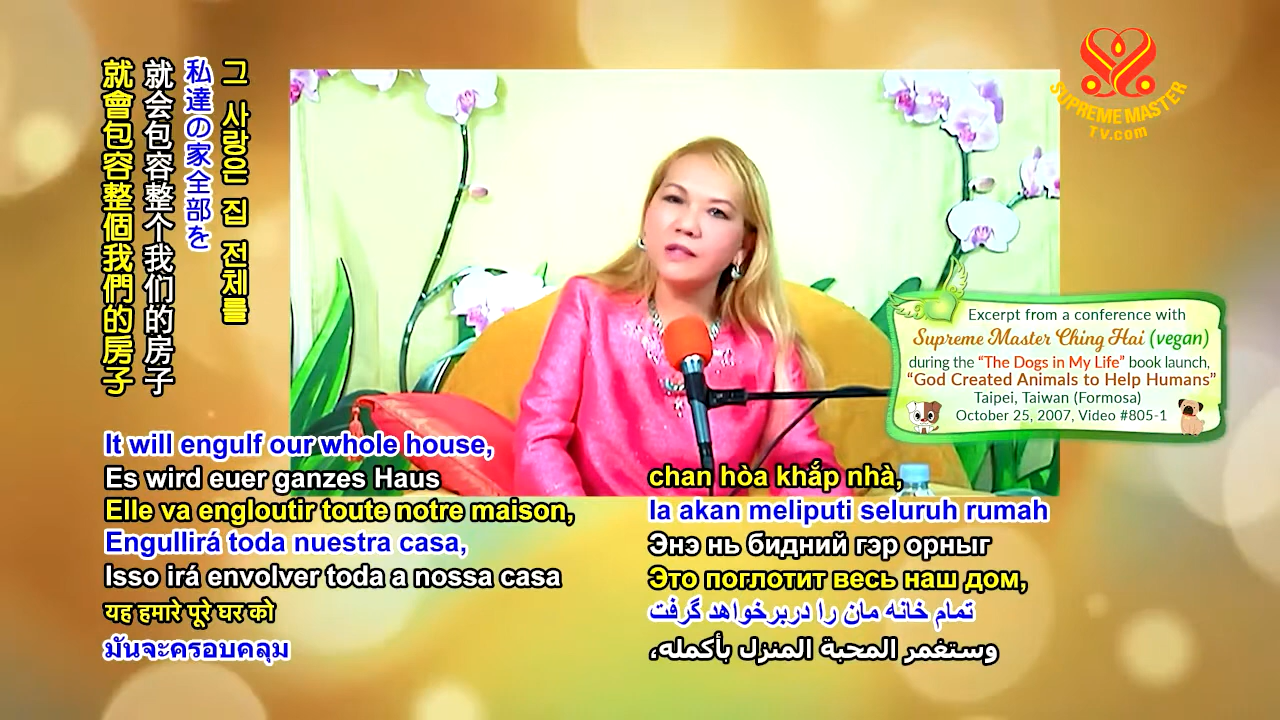 就會包容整個我們的房子
就会包容整个我们的房子
私達の家全部を
그 사랑은 집 전체를
SUPREME MASTER
TV.com
Excerpt from a conference with
Supreme Master Ching Hai (vegan)
during the “The Dogs in My Life” book launch,
“God Created Animals to Help Humans”
Taipei, Taiwan (Formosa)
October 25, 2007, Video #805-1
It will engulf our whole house,
Es wird euer ganzes Haus
Elle va engloutir toute notre maison,
Engullirá toda nuestra casa,
Isso irá envolver toda a nossa casa
यह हमारे पूरे घर को
มันจะครอบคลุม
chan hòa khắp nhà,
Ia akan meliputi seluruh rumah
Энэ нь бидний гэр орныг
Это поглотит весь наш дом,
تمام خانه مان را دربرخواهد گرفت
وستغمر المحبة المنزل بأكمله،